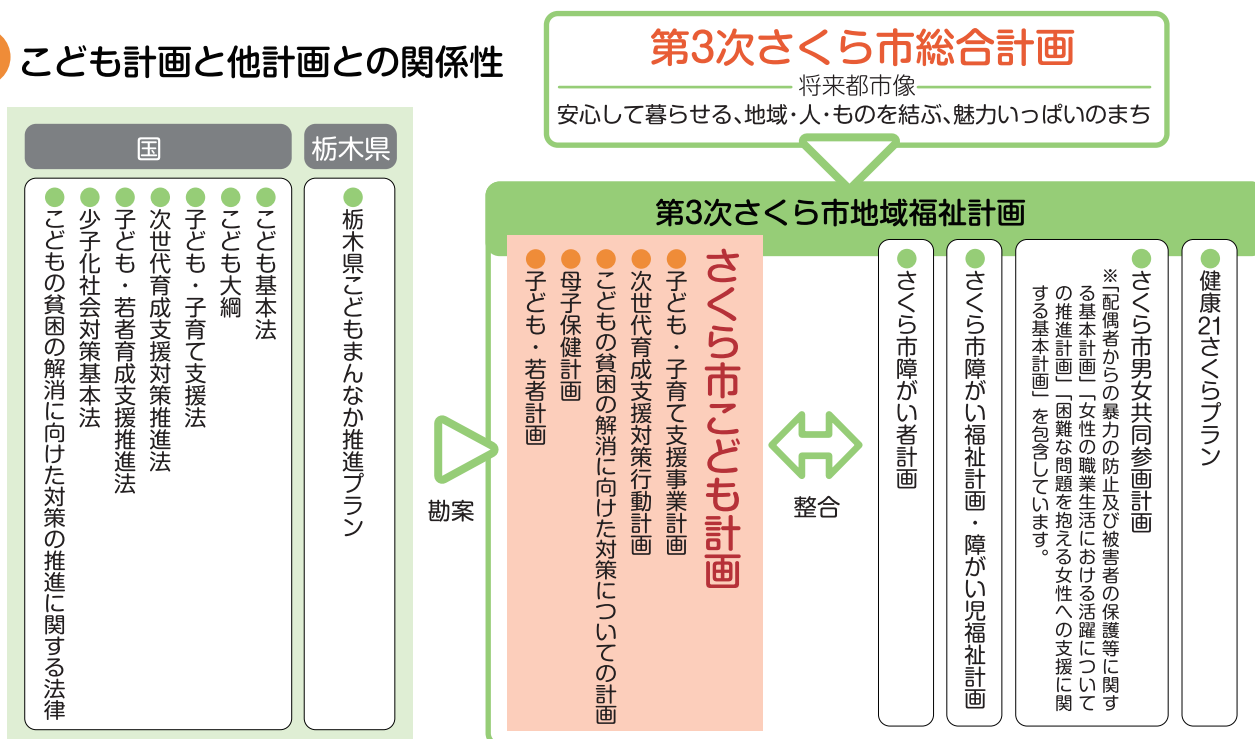 こども計画と他計画との関係性
第3次さくら市総合計画
将来都市像
安心して暮らせる、地域・人・ものを結ぶ、魅力いっぱいのまち
国
こども基本法
こども大綱
子ども・子育て支援法
次世代育成支援対策推進法
子ども・若者育成支援推進法
少子化社会対策基本法
こどもの貧困の解消に向けた対策の推進に関する法律
栃木県
栃木県こどもまんなか推進プラン
勘案
第3次さくら市地域福祉計画
さくら市こども計画
子ども・子育て支援事業計画
次世代育成支援対策行動計画
こどもの貧困の解消に向けた対策についての計画
母子保健計画
子ども・若者計画
整合
健康21さくらプラン
さくら市男女共同参画計画
※「配偶者からの暴力の防止及び被害者の保護等に関す
る基本計画」「女性の職業生活における活躍について
の推進計画」「困難な問題を抱える女性への支援に関
する基本計画」を包含しています。
さくら市障がい福祉計画・障がい児福祉計画
さくら市障がい者計画